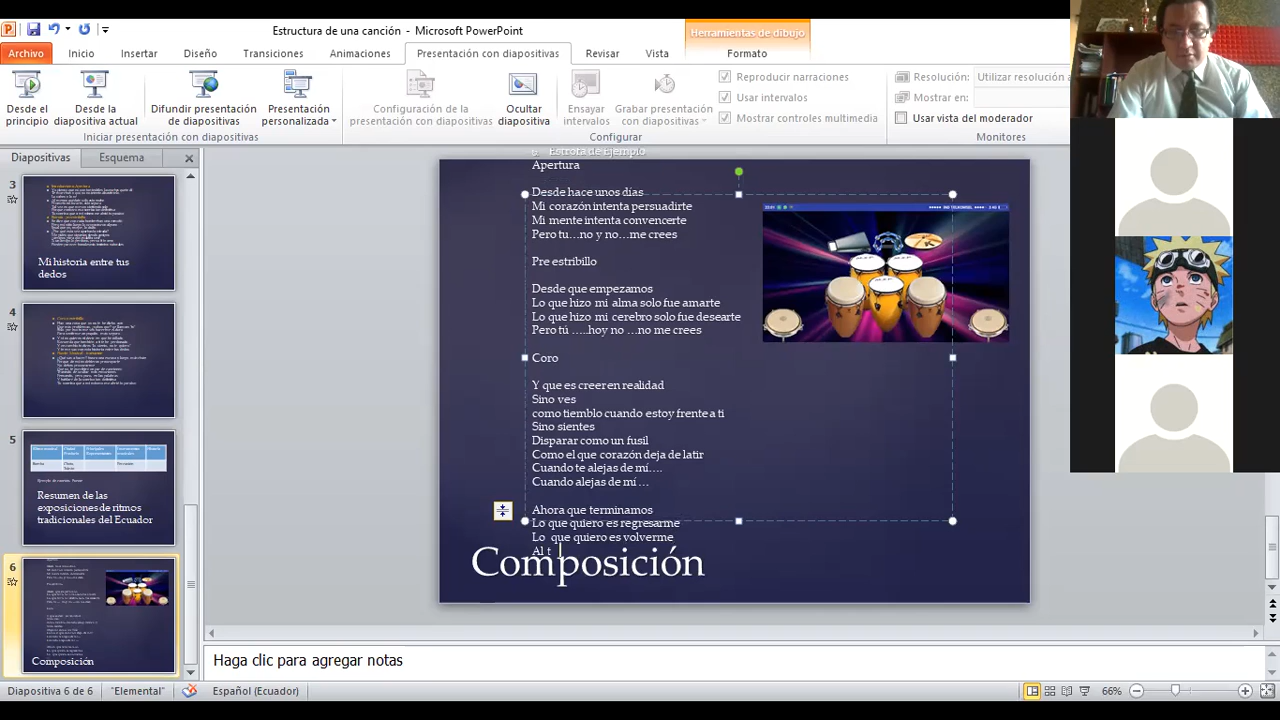 Estructura de una canción - Microsoft PowerPoint
Herramientas de dibujo
Archivo Inicio Insertar Diseño Transiciones Animaciones Presentación con diapositivas Revisar Vista Formato
Desde el principio
Desde la diapositiva actual
Difundir presentación de diapositivas
Presentación personalizada
Configuración de la presentación con diapositivas
Ocultar diapositiva
Ensayar intervalos
Grabar presentación con diapositivas
Reproducir narraciones
Usar intervalos
Mostrar controles multimedia
Resolución: Utilizar resolución a
Mostrar en:
Usar vista del moderador
Iniciar presentación con diapositivas
Configurar
Monitores
Diapositivas Esquema
3
Mi historia entre tus
dedos
4
5
Resumen de las
exposiciones de ritmos
tradicionales del Ecuador
6
Composición
Estrofa de Ejemplo
Apertura
Desde hace unos días
Mi corazón intenta persuadirte
Mi mente intenta convencerte
Pero tu…no y no…me crees
Pre estribillo
Desde que empezamos
Lo que hizo mi alma solo fue amarte
Lo que hizo mi cerebro solo fue desearte
Pero tú …..hoy no …no me crees
Coro
Y que es creer en realidad
Sino ves
como tiemblo cuando estoy frente a ti
Sino sientes
Disparar como un fusil
Como el que corazón deja de latir
Cuando te alejas de mí….
Cuando alejas de mí …
Ahora que terminamos
Lo que quiero es regresarme
Lo que quiero es volverme
Al t
Composición
Haga clic para agregar notas
Diapositiva 6 de 6 "Elemental" Español (Ecuador) 66%